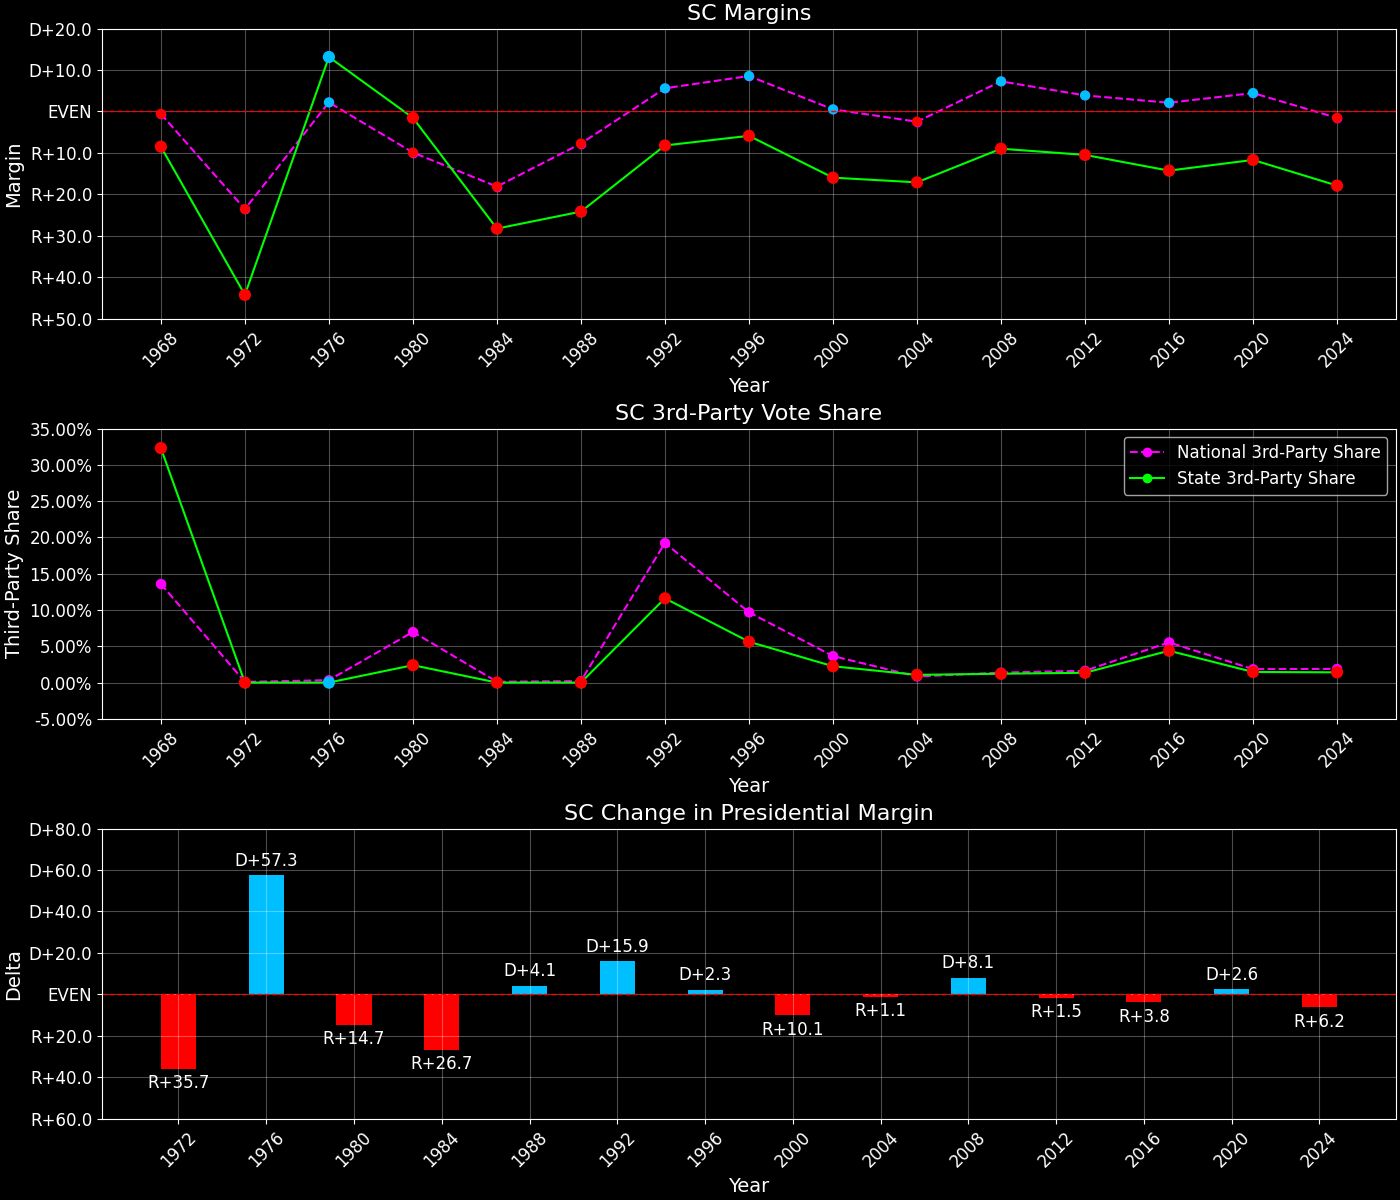 SC Margins
D+20.0
D+10.0
EVEN
R+10.0
R+20.0
R+30.0
R+40.0
R+50.0
Margin
1968 1972 1976 1980 1984 1988 1992 1996 2000 2004 2008 2012 2016 2020 2024
Year
SC 3rd-Party Vote Share
35.00%
30.00%
25.00%
20.00%
15.00%
10.00%
5.00%
0.00%
-5.00%
Third-Party Share
National 3rd-Party Share
State 3rd-Party Share
1968 1972 1976 1980 1984 1988 1992 1996 2000 2004 2008 2012 2016 2020 2024
Year
SC Change in Presidential Margin
D+80.0
D+60.0
D+40.0
D+20.0
EVEN
R+20.0
R+40.0
R+60.0
Delta
R+35.7
D+57.3
R+14.7
R+26.7
D+4.1
D+15.9
D+2.3
R+10.1
R+1.1
D+8.1
R+1.5
R+3.8
D+2.6
R+6.2
1972 1976 1980 1984 1988 1992 1996 2000 2004 2008 2012 2016 2020 2024
Year